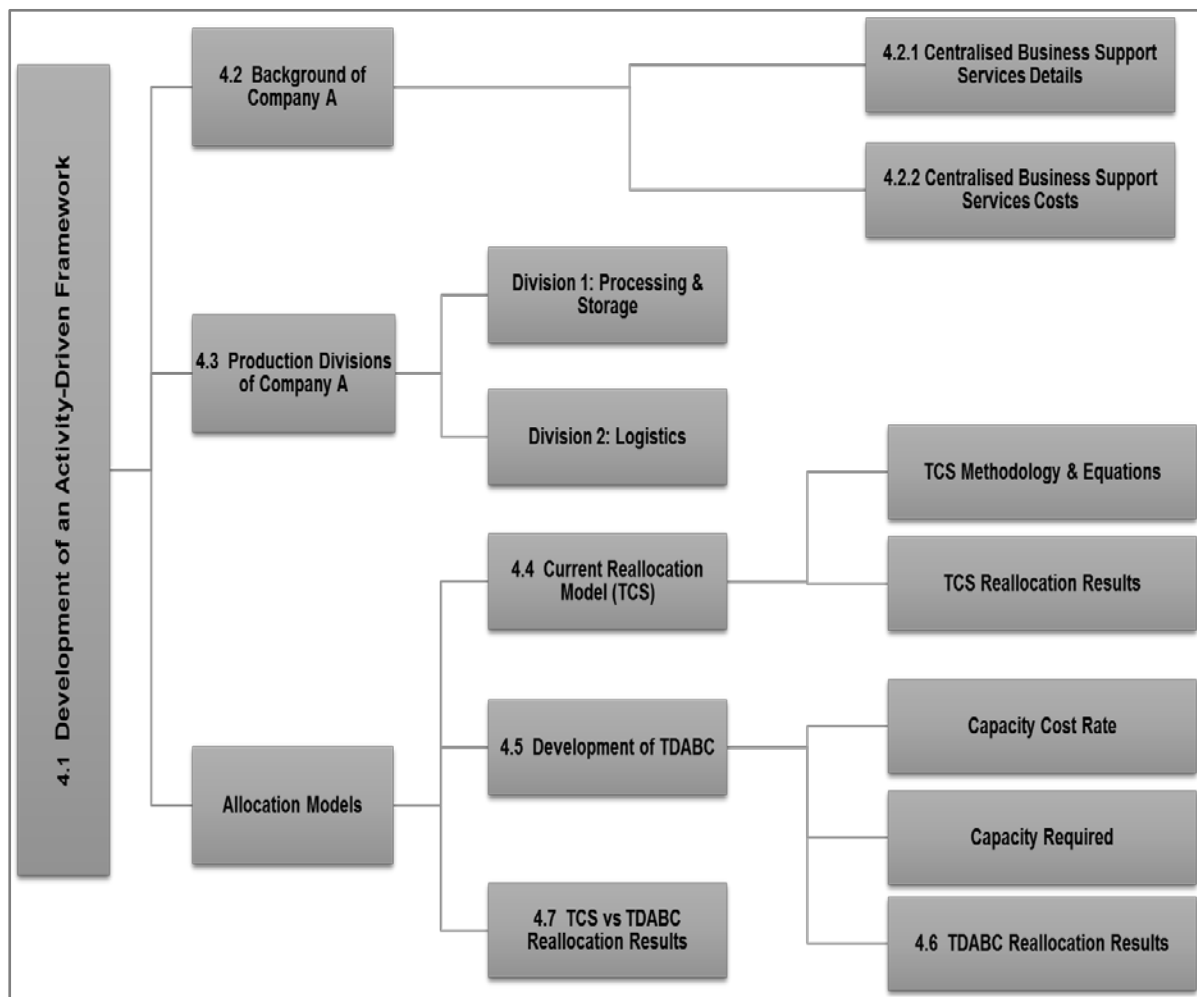 4.1 Development of an Activity-Driven Framework
4.2 Background of
Company A
4.2.1 Centralised Business Support
Services Details
4.2.2 Centralised Business Support
Services Costs
4.3 Production Divisions
of Company A
Division 1: Processing &
Storage
Division 2: Logistics
Allocation Models
4.4 Current Reallocation
Model (TCS)
TCS Methodology & Equations
TCS Reallocation Results
4.5 Development of TDABC
Capacity Cost Rate
Capacity Required
4.6 TDABC Reallocation Results
4.7 TCS vs TDABC
Reallocation Results